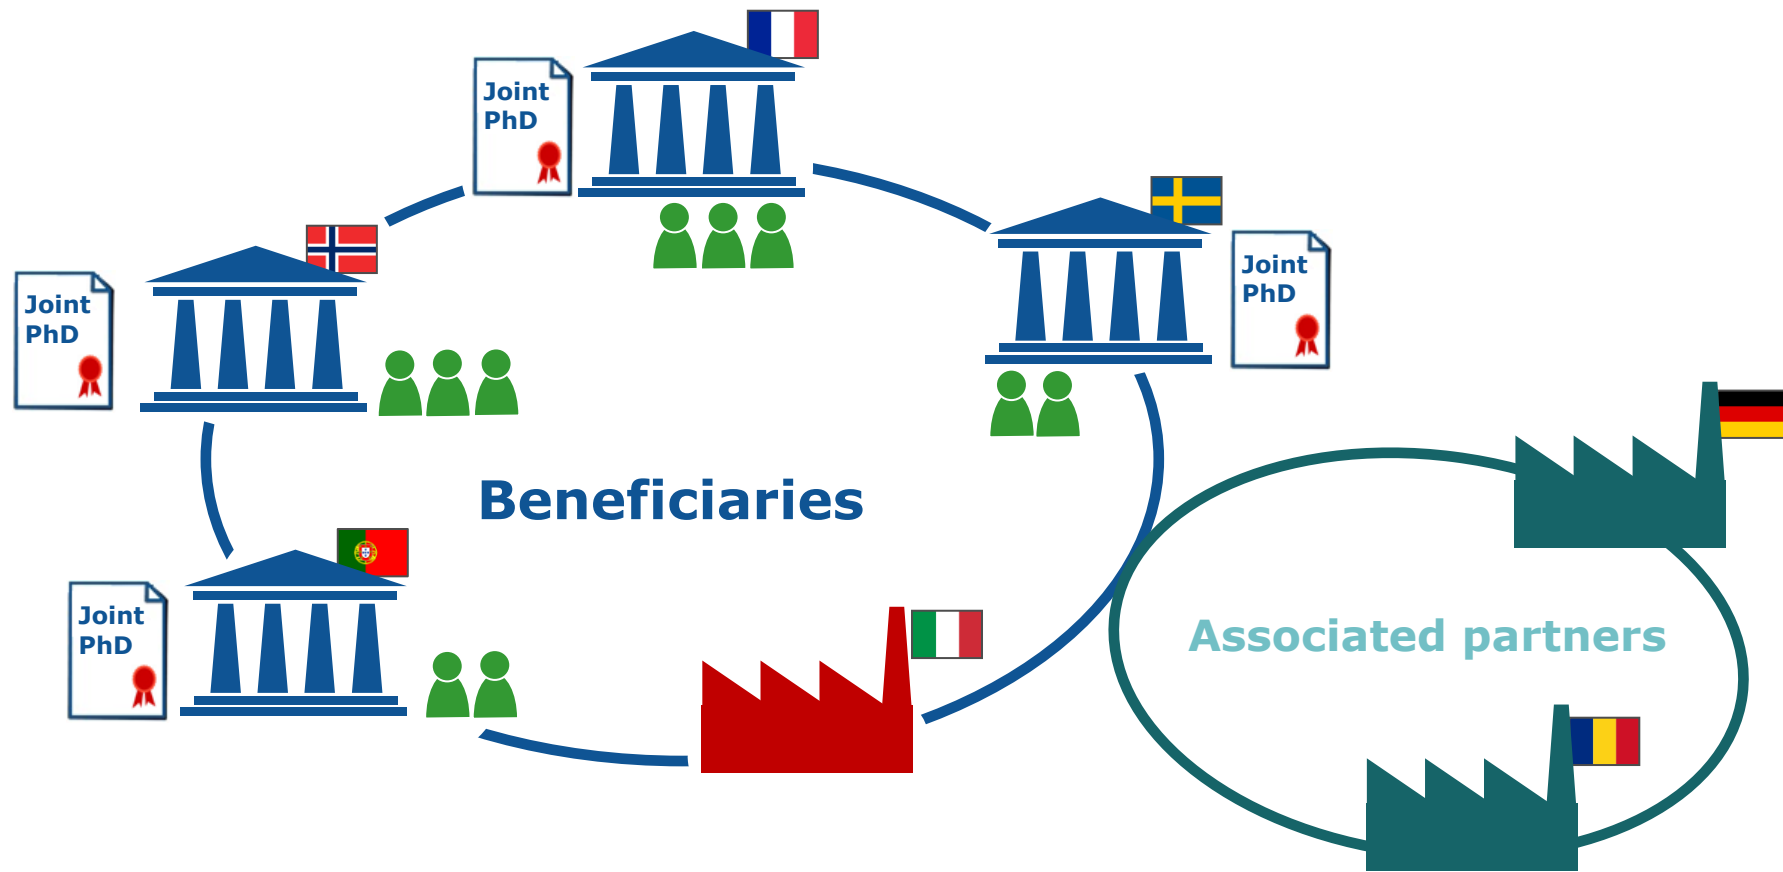 Joint
PhD
Joint
PhD
Joint
PhD
Beneficiaries
Joint
PhD
Associated partners